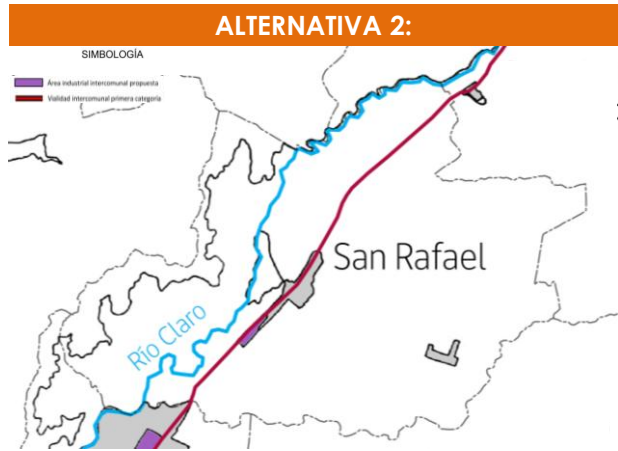 ALTERNATIVA 2:
SIMBOLOGÍA
Área industrial intercomunal propuesta
Vialidad intercomunal primera categoría
San Rafael
Río Claro